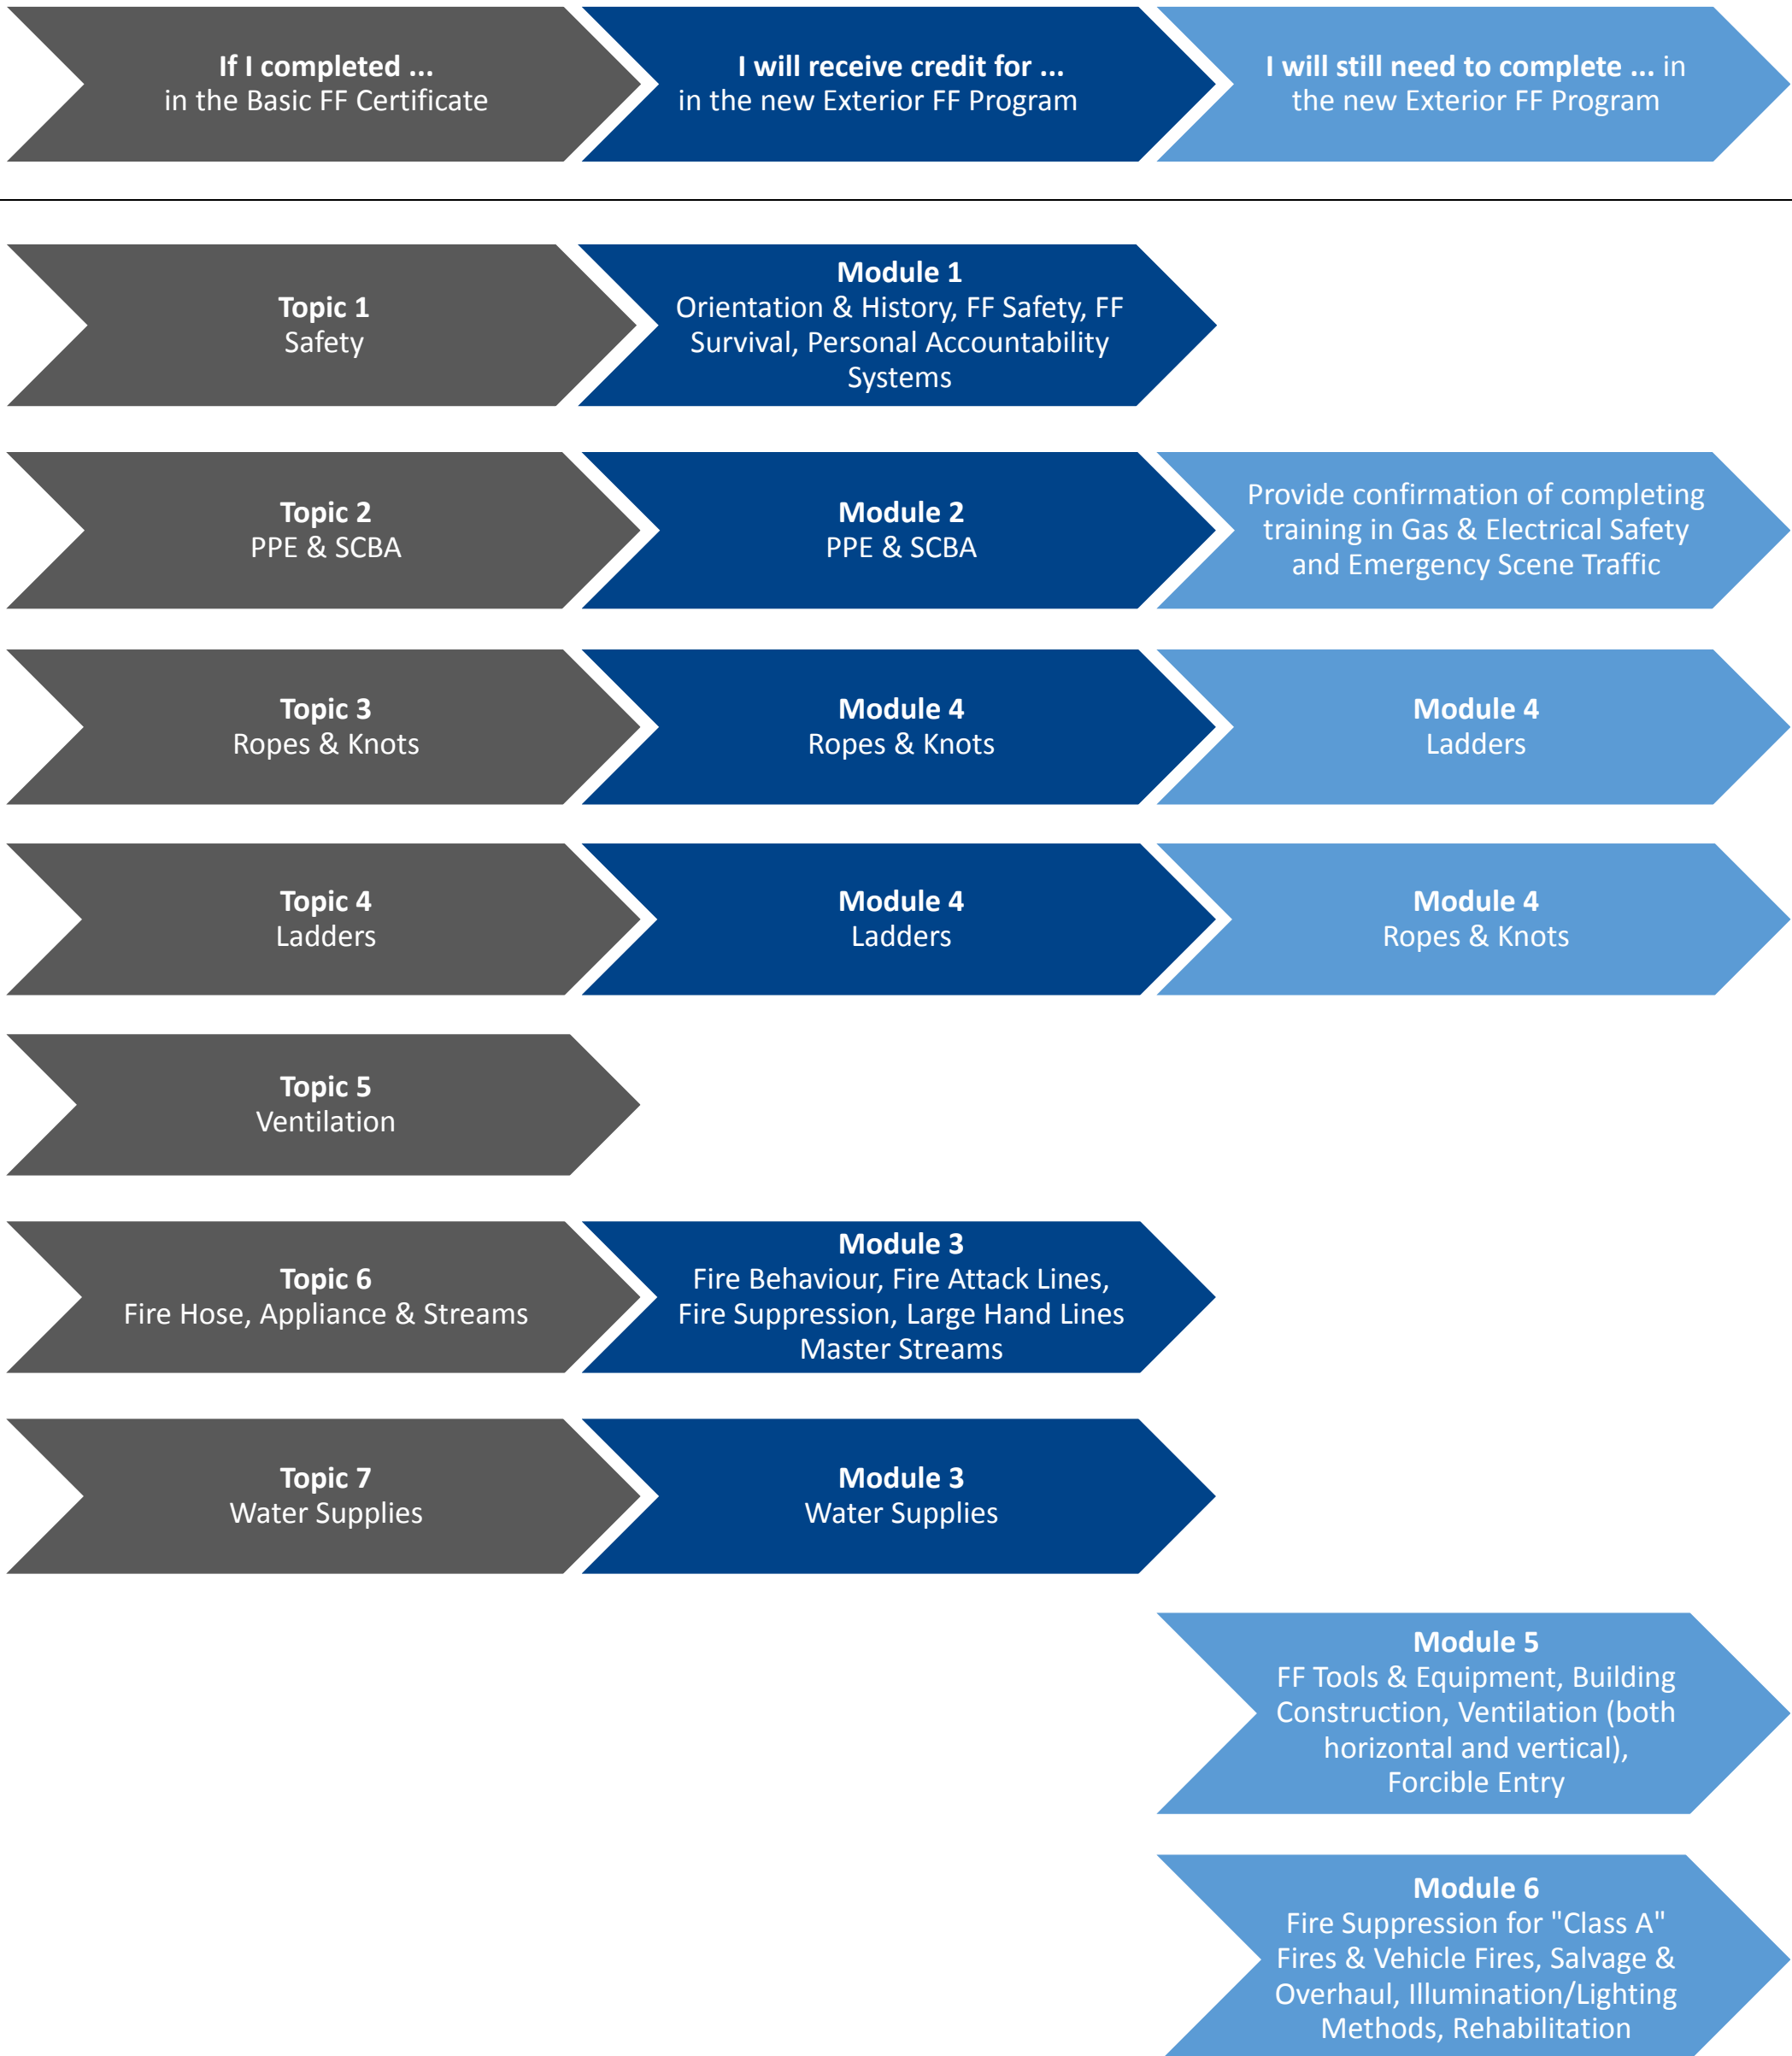 If I completed ...
in the Basic FF Certificate
I will receive credit for ...
in the new Exterior FF Program
I will still need to complete ... in
the new Exterior FF Program
Topic 1
Safety
Module 1
Orientation & History, FF Safety, FF
Survival, Personal Accountability
Systems
Topic 2
PPE & SCBA
Module 2
PPE & SCBA
Provide confirmation of completing
training in Gas & Electrical Safety
and Emergency Scene Traffic
Topic 3
Ropes & Knots
Module 4
Ropes & Knots
Module 4
Ladders
Topic 4
Ladders
Module 4
Ladders
Module 4
Ropes & Knots
Topic 5
Ventilation
Topic 6
Fire Hose, Appliance & Streams
Module 3
Fire Behaviour, Fire Attack Lines,
Fire Suppression, Large Hand Lines
Master Streams
Topic 7
Water Supplies
Module 3
Water Supplies
Module 5
FF Tools & Equipment, Building
Construction, Ventilation (both
horizontal and vertical),
Forcible Entry
Module 6
Fire Suppression for "Class A"
Fires & Vehicle Fires, Salvage &
Overhaul, Illumination/Lighting
Methods, Rehabilitation